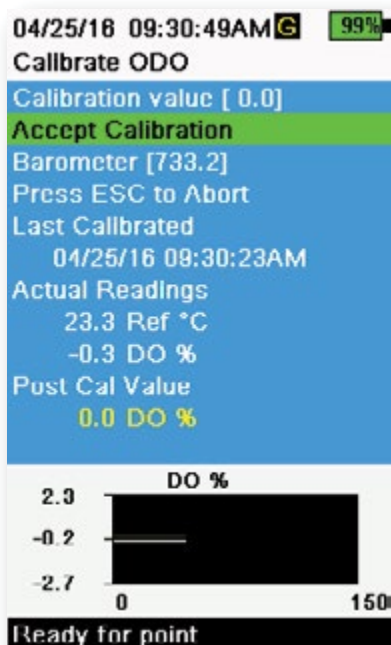 04/25/16 09:30:49AM G 99%
Calibrate ODO
Calibration value [ 0.0]
Accept Calibration
Barometer [733.2]
Press ESC to Abort
Last Calibrated
04/25/16 09:30:23AM
Actual Readings
23.3 Ref °C
-0.3 DO %
Post Cal Value
0.0 DO %
DO %
2.3
-0.2
-2.7
0 150
Ready for point